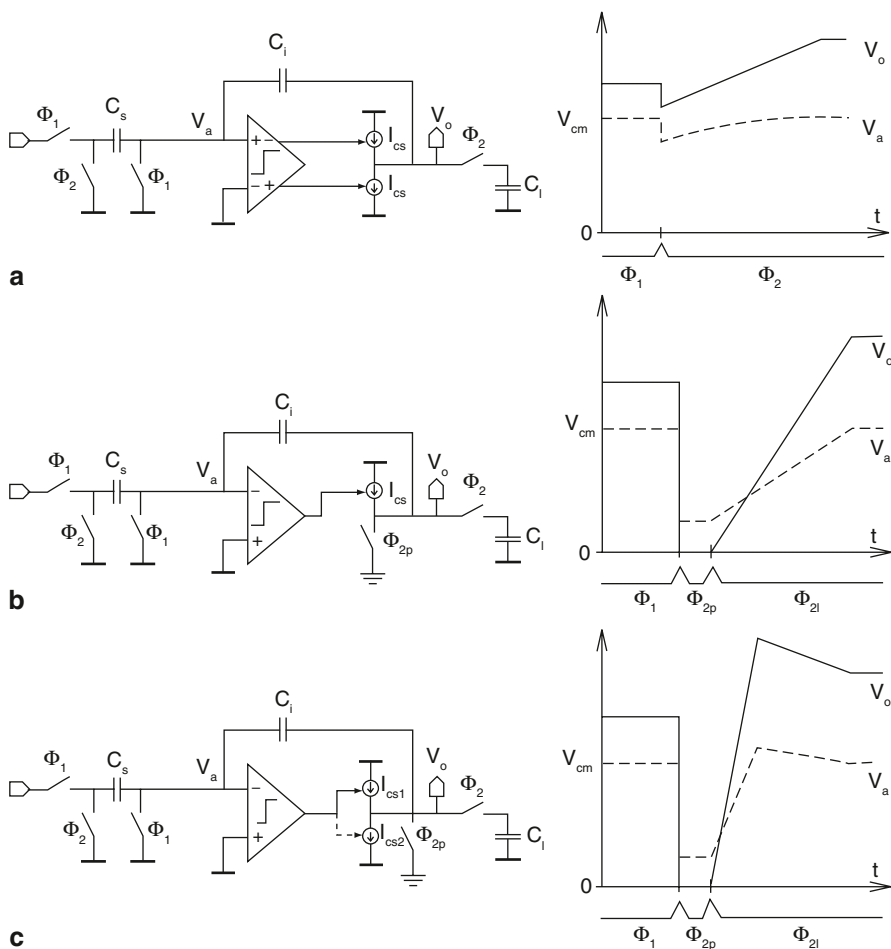 Φ1
Cs
Va
Ci
Φ2
Φ1
+ −
− +
Ics
Ics
Vo
Φ2
Cl
Vcm
Vo
Va
0
t
Φ1
Φ2
a
Φ1
Cs
Va
Ci
Φ2
Φ1
−
+
Ics
Φ2p
Vo
Φ2
Cl
Vcm
Vo
Va
0
t
Φ1
Φ2p
Φ2l
b
Φ1
Cs
Va
Ci
Φ2
Φ1
−
+
Ics1
Ics2
Φ2p
Vo
Φ2
Cl
Vcm
Vo
Va
0
t
Φ1
Φ2p
Φ2l
c